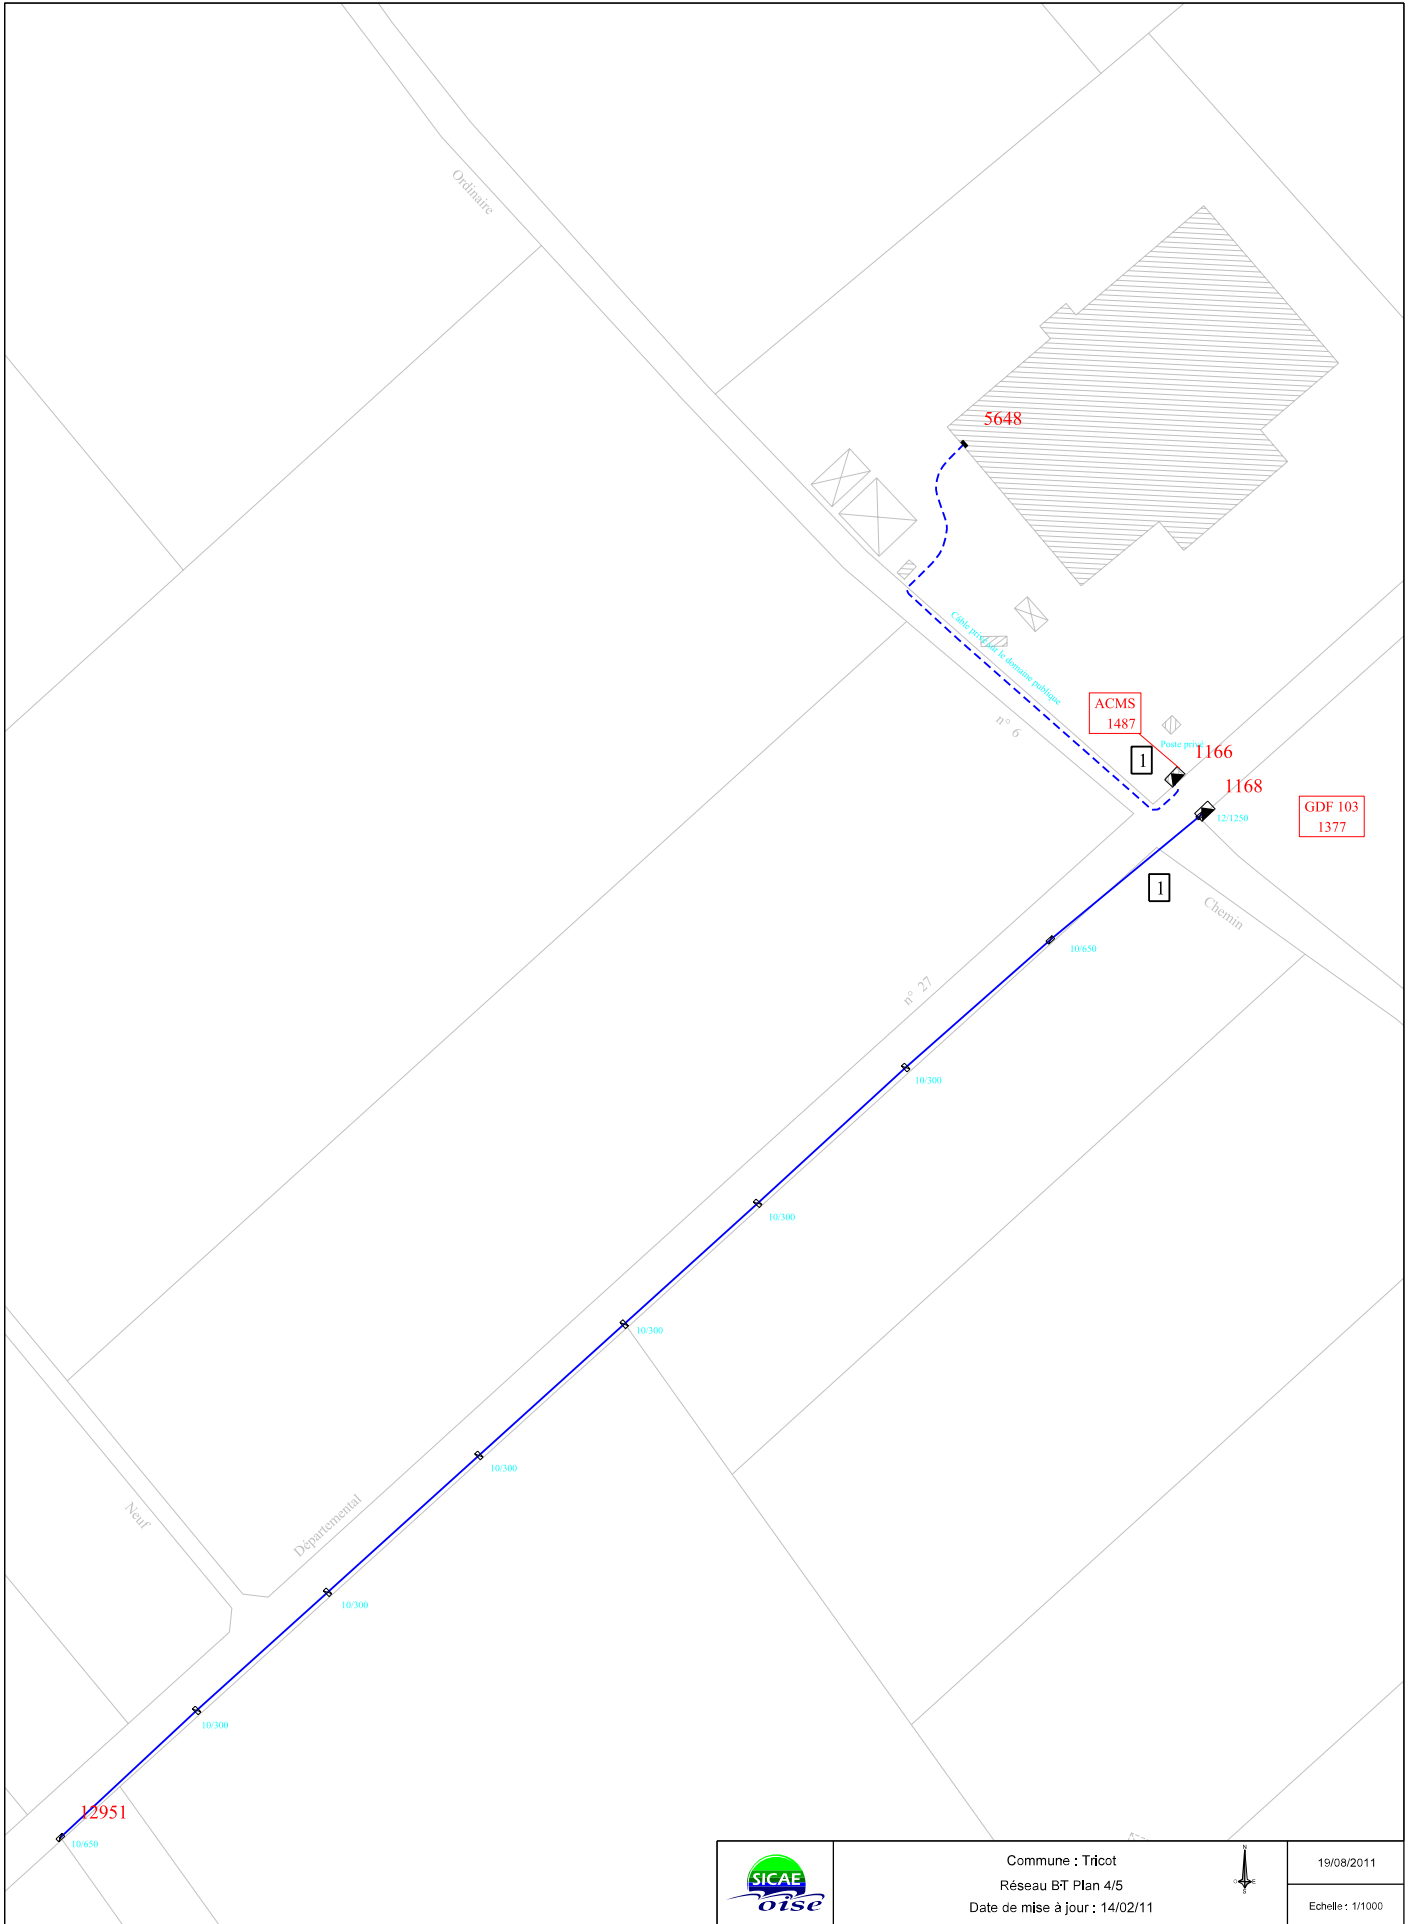 Ordinaire
5648
Câble privé sur le domaine publique
ACMS
1487
n° 6
Poste privé
1
1166
1168
12/1250
GDF 103
1377
1
Chemin
10/650
n° 27
10/300
10/300
10/300
10/300
Neuf
Départemental
10/300
10/300
12951
10/650
SICAE
oise
Commune : Tricot
Réseau BT Plan 4/5
Date de mise à jour : 14/02/11
N
S
19/08/2011
Echelle : 1/1000